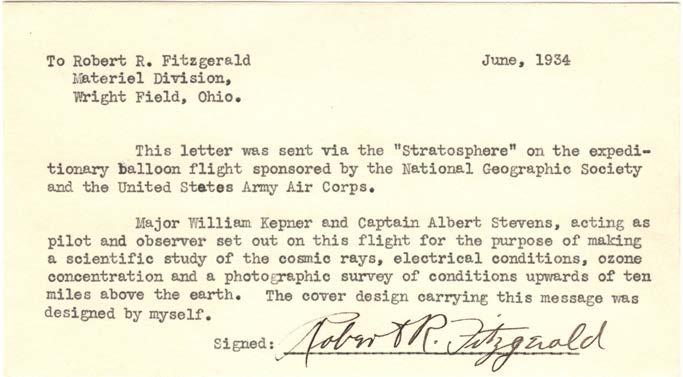 To Robert R. Fitzgerald June, 1934
Materiel Division,
Wright Field, Ohio.
This letter was sent via the "Stratosphere" on the expedi-
tionary balloon flight sponsored by the National Geographic Society
and the United States Army Air Corps.
Major William Kepner and Captain Albert Stevens, acting as
pilot and observer set out on this flight for the purpose of making
a scientific study of the cosmic rays, electrical conditions, ozone
concentration and a photographic survey of conditions upwards of ten
miles above the earth. The cover design carrying this message was
designed by myself.
Signed: Robert R. Fitzgerald